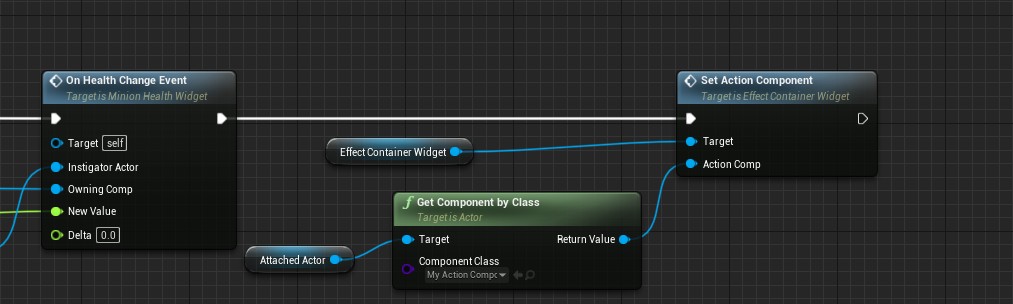 On Health Change Event
Target is Minion Health Widget
Target self
Instigator Actor
Owning Comp
New Value
Delta 0.0
Effect Container Widget
Set Action Component
Target is Effect Container Widget
Target
Action Comp
f Get Component by Class
Target is Actor
Target Return Value
Component Class
My Action Compc
Attached Actor